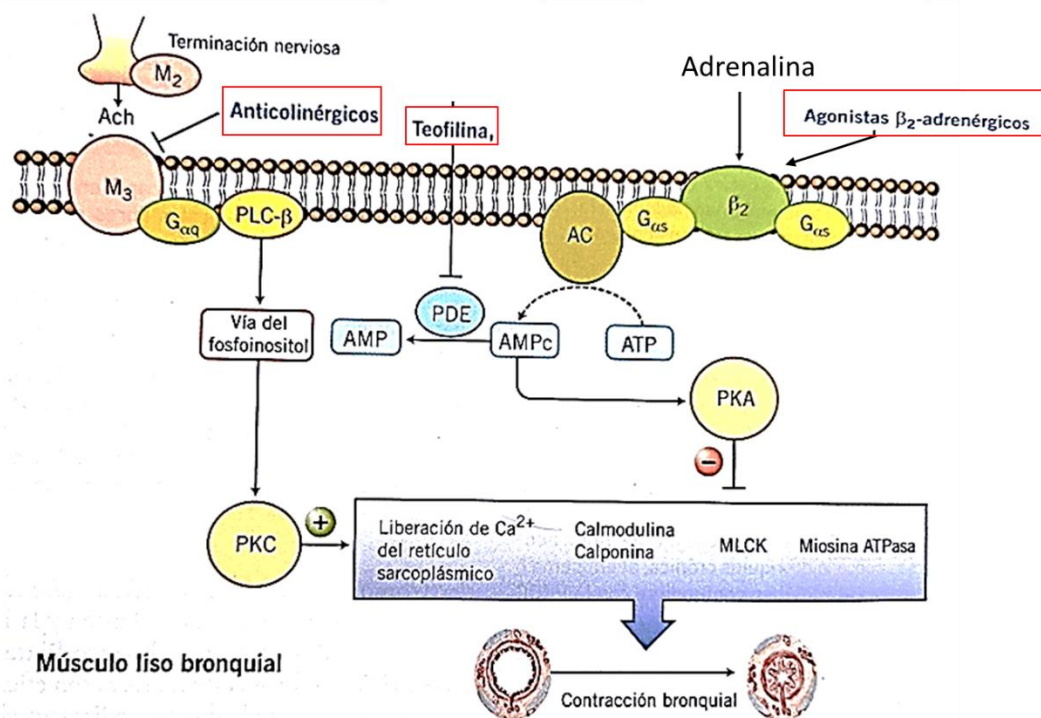 Terminación nerviosa
M2
Ach
Anticolinérgicos
Teofilina,
Adrenalina
Agonistas β2-adrenérgicos
M3
Gαq
PLC-β
AC
Gαs
β2
Gαs
Vía del
fosfoinositol
AMP
PDE
AMPc
ATP
PKA
−
PKC
+
Liberación de Ca2+
del retículo
sarcoplásmico
Calmodulina
Calponina
MLCK
Miosina ATPasa
Músculo liso bronquial
Contracción bronquial